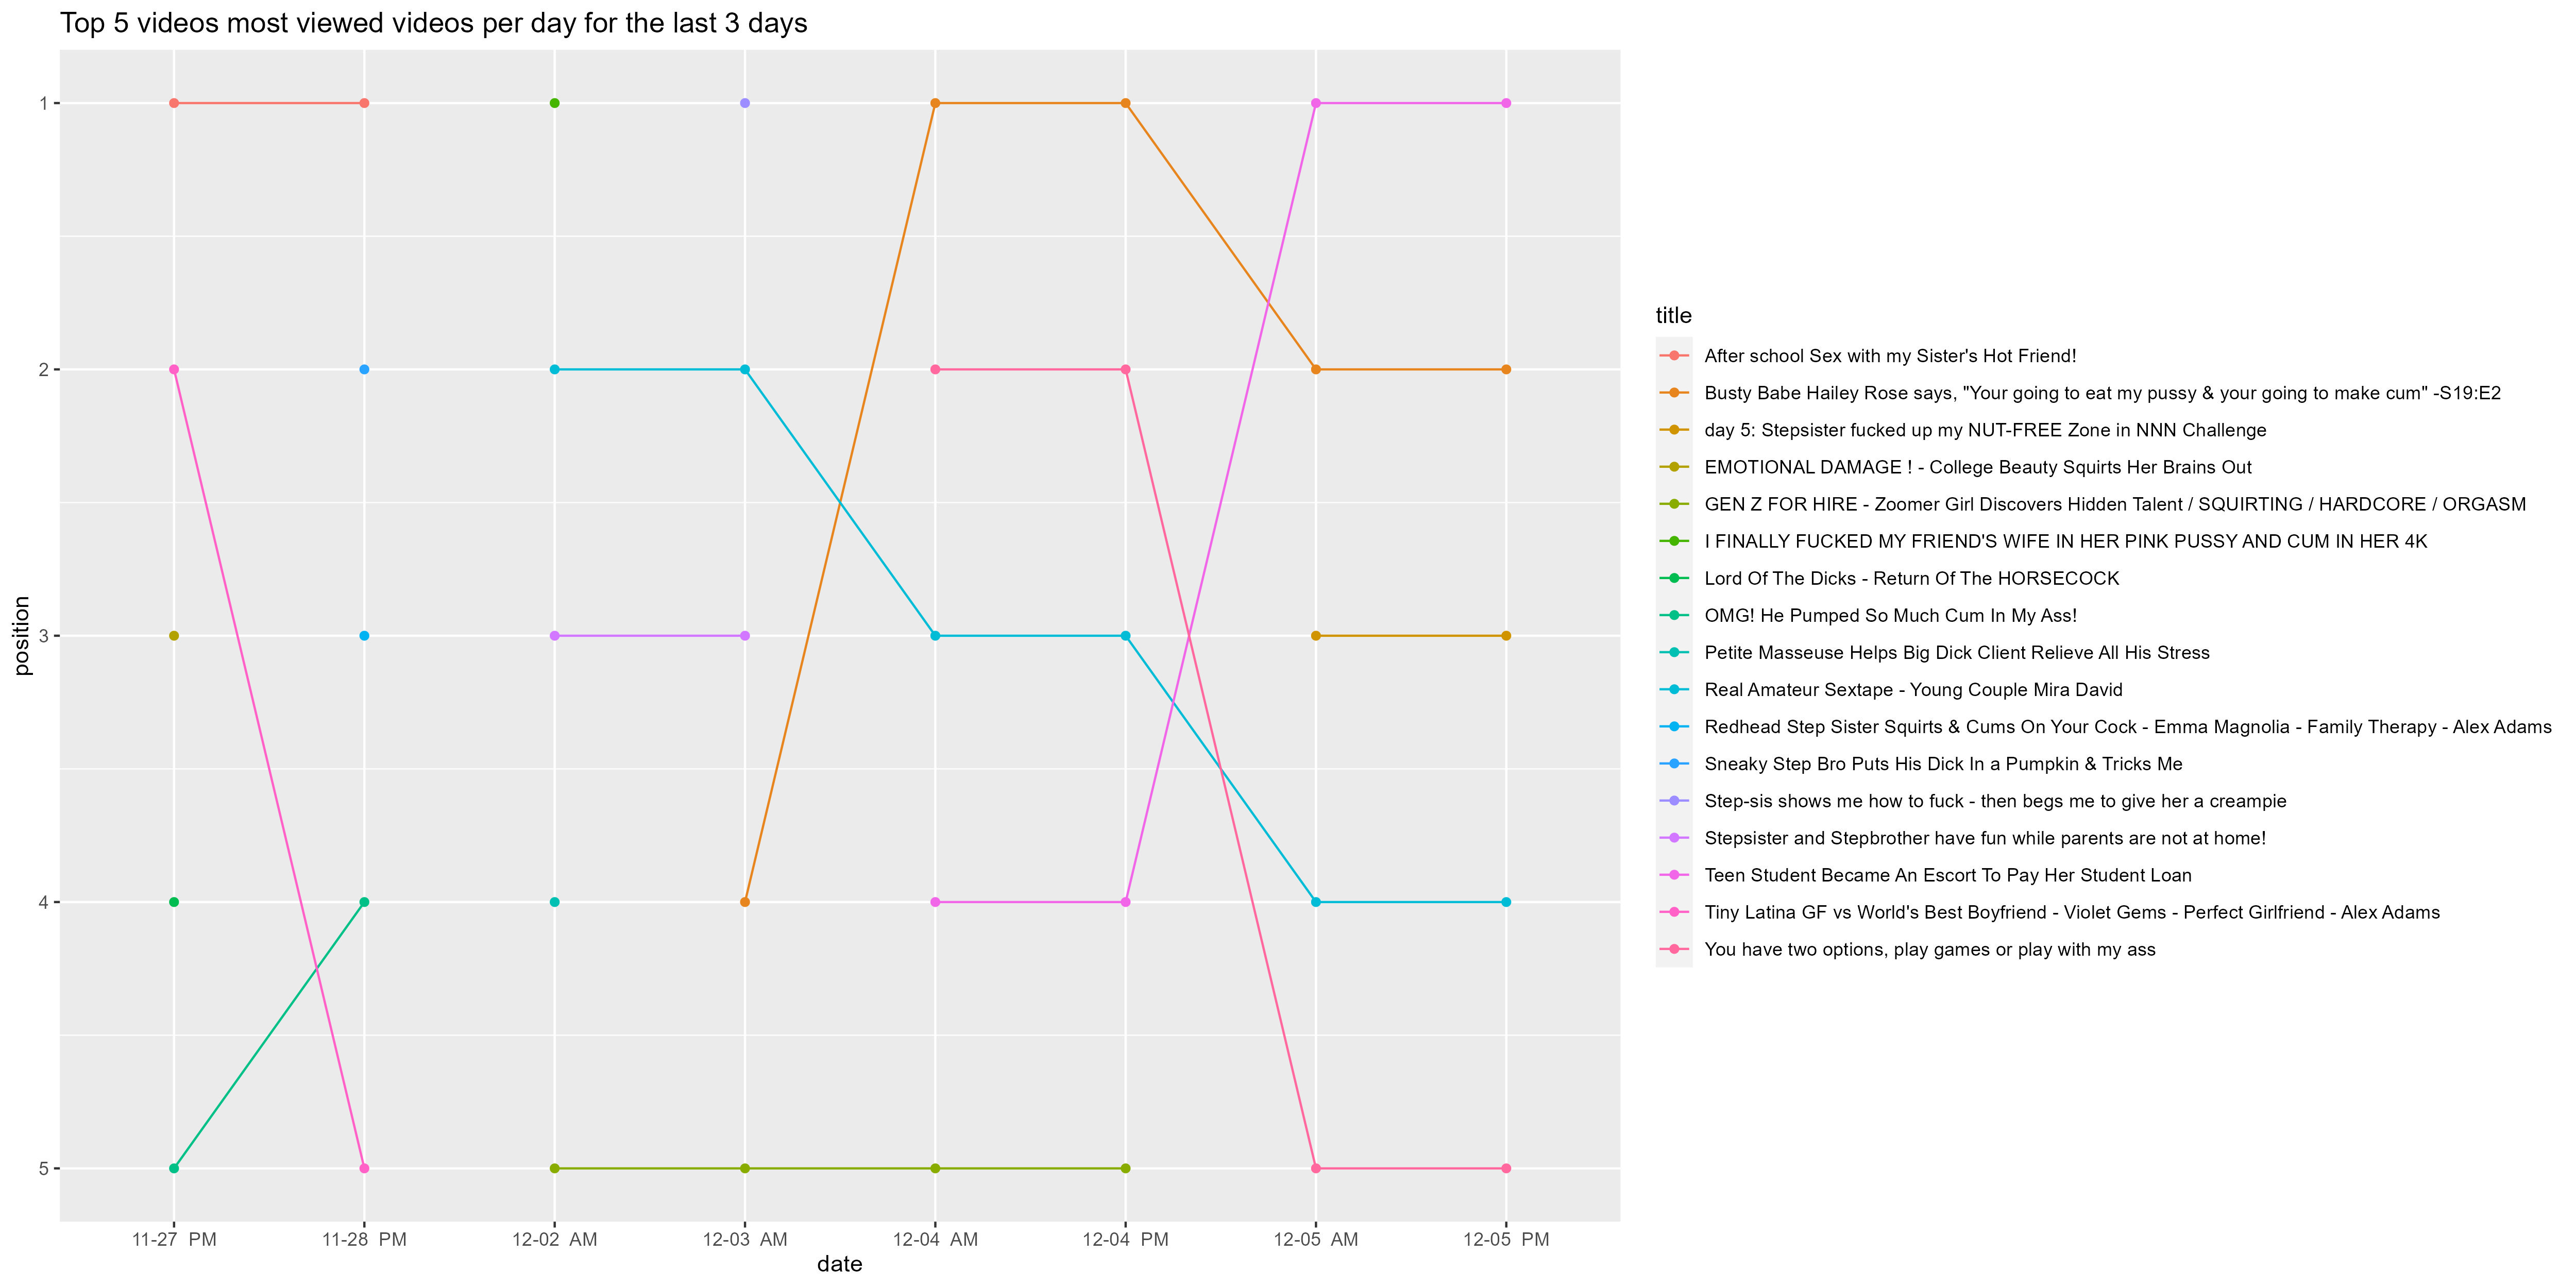 Top 5 videos most viewed videos per day for the last 3 days
position
1
2
3
4
5
11-27 PM
11-28 PM
12-02 AM
12-03 AM
12-04 AM
12-04 PM
12-05 AM
12-05 PM
date
title
After school Sex with my Sister's Hot Friend!
Busty Babe Hailey Rose says, "Your going to eat my pussy & your going to make cum" -S19:E2
day 5: Stepsister fucked up my NUT-FREE Zone in NNN Challenge
EMOTIONAL DAMAGE ! - College Beauty Squirts Her Brains Out
GEN Z FOR HIRE - Zoomer Girl Discovers Hidden Talent / SQUIRTING / HARDCORE / ORGASM
I FINALLY FUCKED MY FRIEND'S WIFE IN HER PINK PUSSY AND CUM IN HER 4K
Lord Of The Dicks - Return Of The HORSECOCK
OMG! He Pumped So Much Cum In My Ass!
Petite Masseuse Helps Big Dick Client Relieve All His Stress
Real Amateur Sextape - Young Couple Mira David
Redhead Step Sister Squirts & Cums On Your Cock - Emma Magnolia - Family Therapy - Alex Adams
Sneaky Step Bro Puts His Dick In a Pumpkin & Tricks Me
Step-sis shows me how to fuck - then begs me to give her a creampie
Stepsister and Stepbrother have fun while parents are not at home!
Teen Student Became An Escort To Pay Her Student Loan
Tiny Latina GF vs World's Best Boyfriend - Violet Gems - Perfect Girlfriend - Alex Adams
You have two options, play games or play with my ass